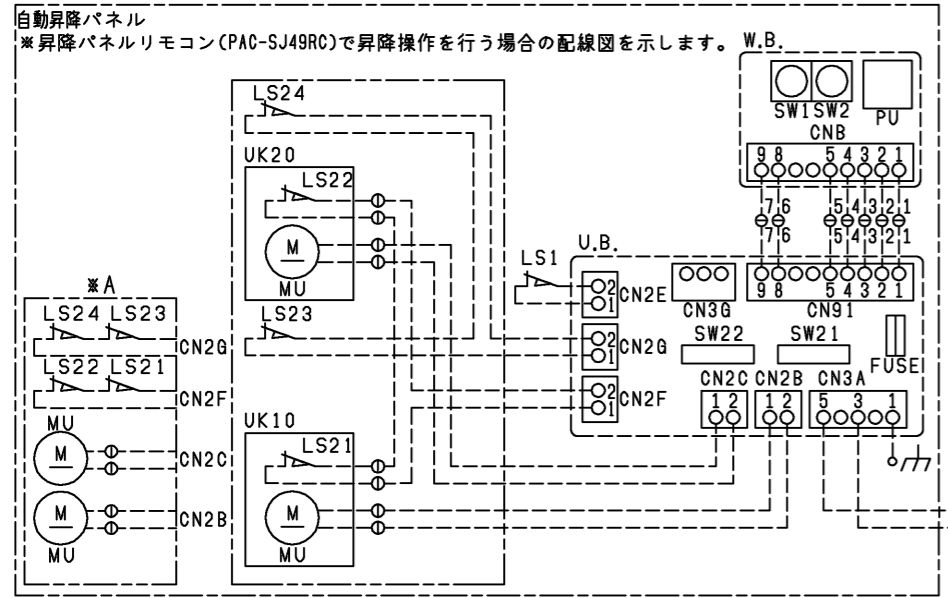 自動昇降パネル
※昇降パネルリモコン(PAC-SJ49RC)で昇降操作を行う場合の配線図を示します。
W.B.
SW1 SW2 PU
CNB
9 8 5 4 3 2 1
7 6 5 4 3 2 1
7 6 5 4 3 2 1
LS24
UK20
LS22
M
MU
LS23
UK10
LS21
M
MU
※A
LS24 LS23
CN2G
LS22 LS21
CN2F
MU
M
CN2C
M
CN2B
MU
U.B.
LS1
2
1
CN2E
CN3G
9 8 5 4 3 2 1
CN91
2
1
CN2G
SW22
SW21
FUSE
2
1
CN2F
CN2C CN2B CN3A
1 2 1 2 5 3 1